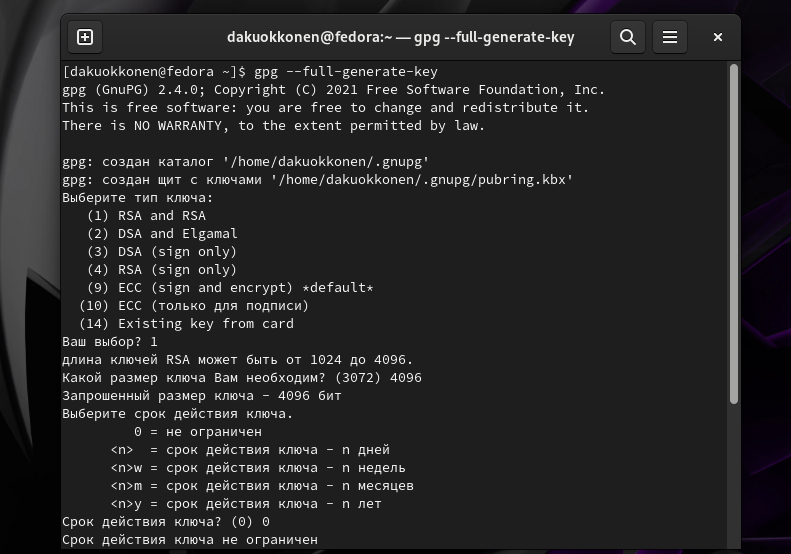 dakuokkonen@fedora:~ — gpg --full-generate-key
[dakuokkonen@fedora ~]$ gpg --full-generate-key
gpg (GnuPG) 2.4.0; Copyright (C) 2021 Free Software Foundation, Inc.
This is free software: you are free to change and redistribute it.
There is NO WARRANTY, to the extent permitted by law.

gpg: создан каталог '/home/dakuokkonen/.gnupg'
gpg: создан щит с ключами '/home/dakuokkonen/.gnupg/pubring.kbx'
Выберите тип ключа:
   (1) RSA and RSA
   (2) DSA and Elgamal
   (3) DSA (sign only)
   (4) RSA (sign only)
   (9) ECC (sign and encrypt) *default*
  (10) ECC (только для подписи)
  (14) Existing key from card
Ваш выбор? 1
длина ключей RSA может быть от 1024 до 4096.
Какой размер ключа Вам необходим? (3072) 4096
Запрошенный размер ключа - 4096 бит
Выберите срок действия ключа.
         0 = не ограничен
      <n>  = срок действия ключа - n дней
      <n>w = срок действия ключа - n недель
      <n>m = срок действия ключа - n месяцев
      <n>y = срок действия ключа - n лет
Срок действия ключа? (0) 0
Срок действия ключа не ограничен